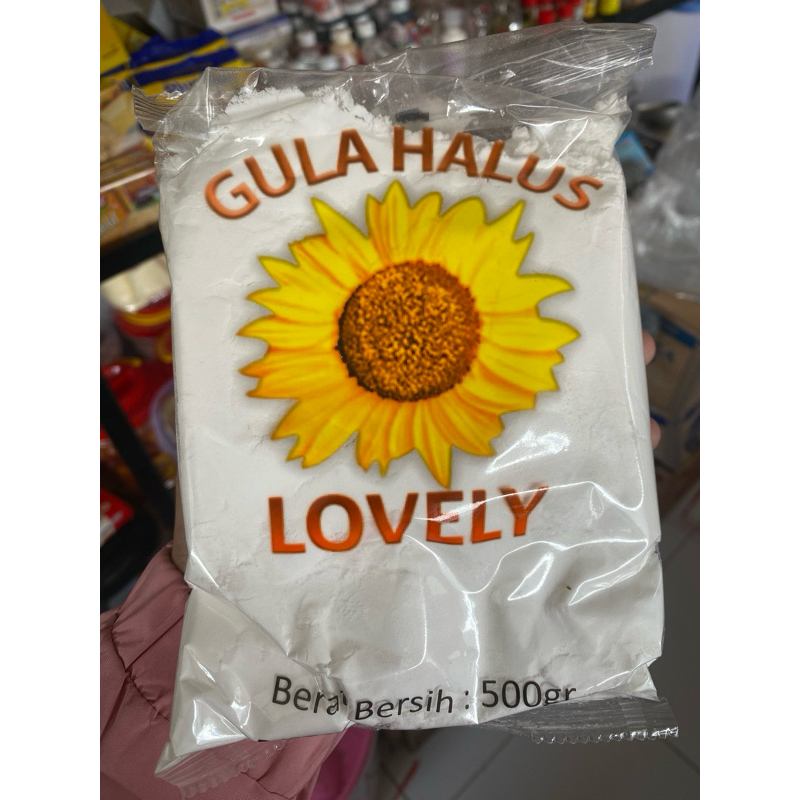 GULA HALUS
LOVELY
Berat Bersih : 500gr